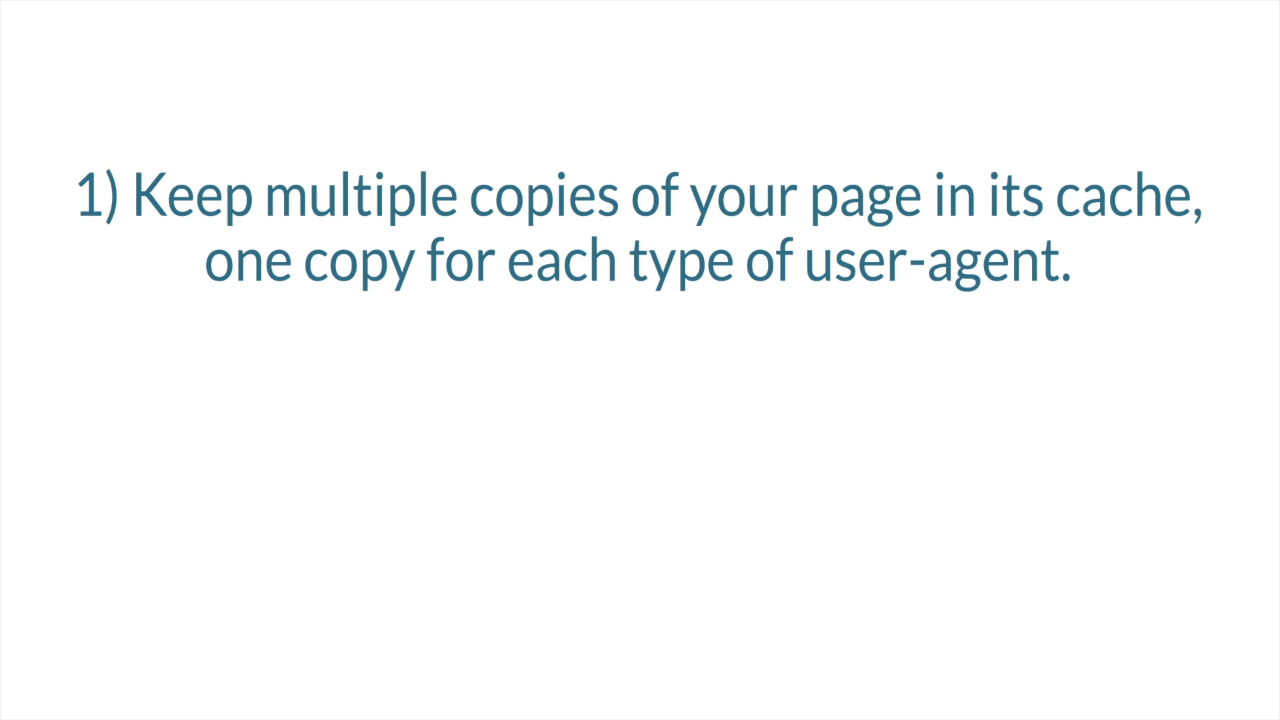 1) Keep multiple copies of your page in its cache,
one copy for each type of user-agent.